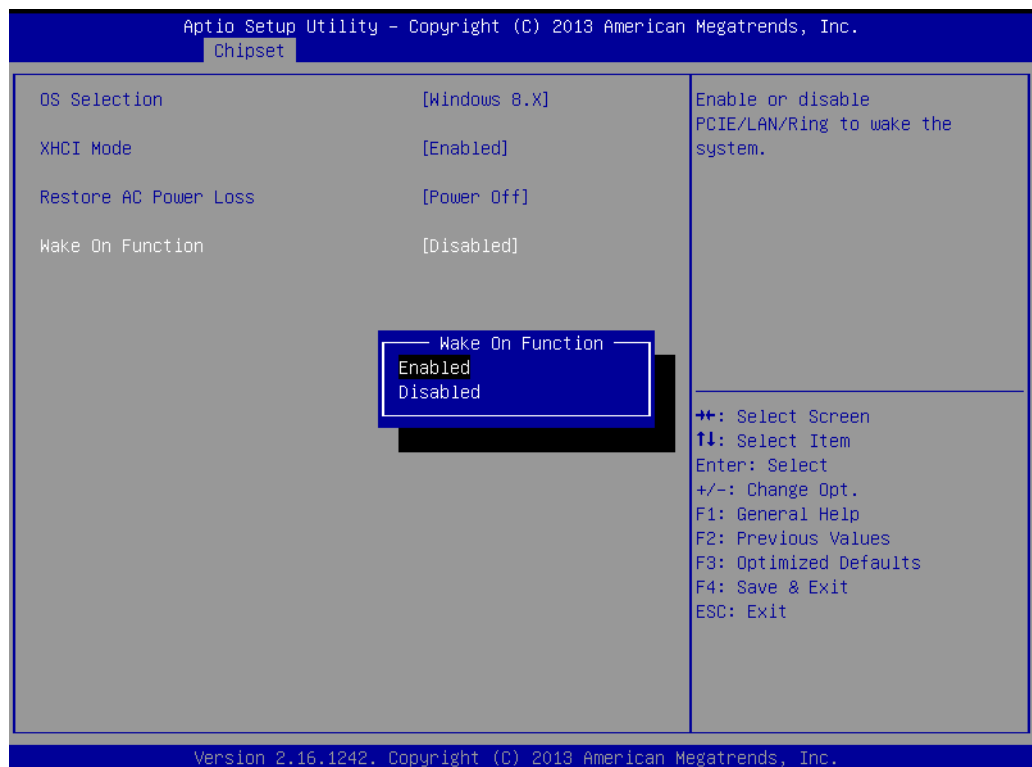 Aptio Setup Utility – Copyright (C) 2013 American Megatrends, Inc.
Chipset
OS Selection [Windows 8.X]
XHCI Mode [Enabled]
Restore AC Power Loss [Power Off]
Wake On Function [Disabled]
Wake On Function
Enabled
Disabled
Enable or disable
PCIE/LAN/Ring to wake the
system.
→←: Select Screen
↑↓: Select Item
Enter: Select
+/-: Change Opt.
F1: General Help
F2: Previous Values
F3: Optimized Defaults
F4: Save & Exit
ESC: Exit
Version 2.16.1242. Copyright (C) 2013 American Megatrends, Inc.